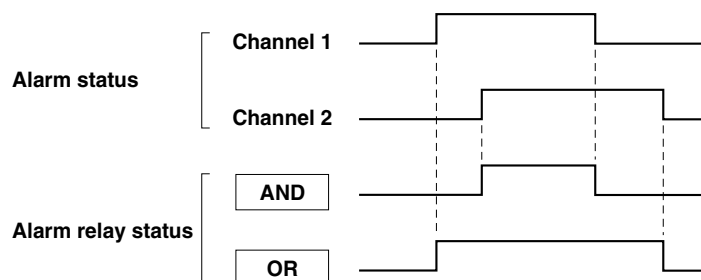 Channel 1
Alarm status
Channel 2
AND
Alarm relay status
OR